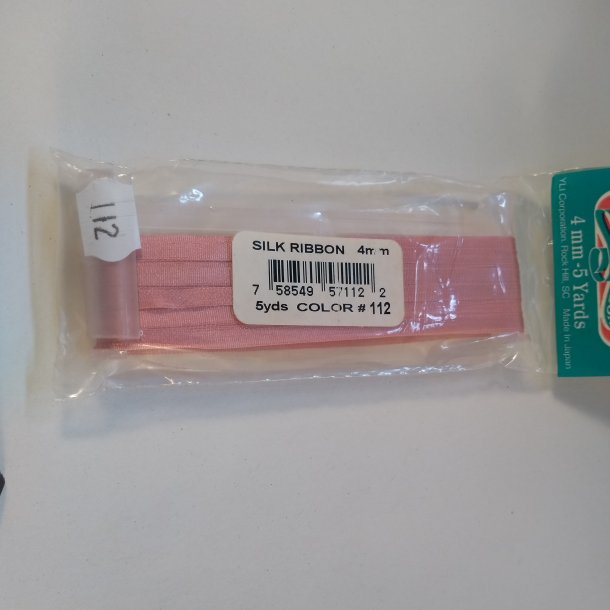 112
SILK RIBBON 4mm
7 58549 57112 2
5yds COLOR # 112
4 mm - 5 Yards
YLI Corporation, Rock Hill, SC Made in Japan